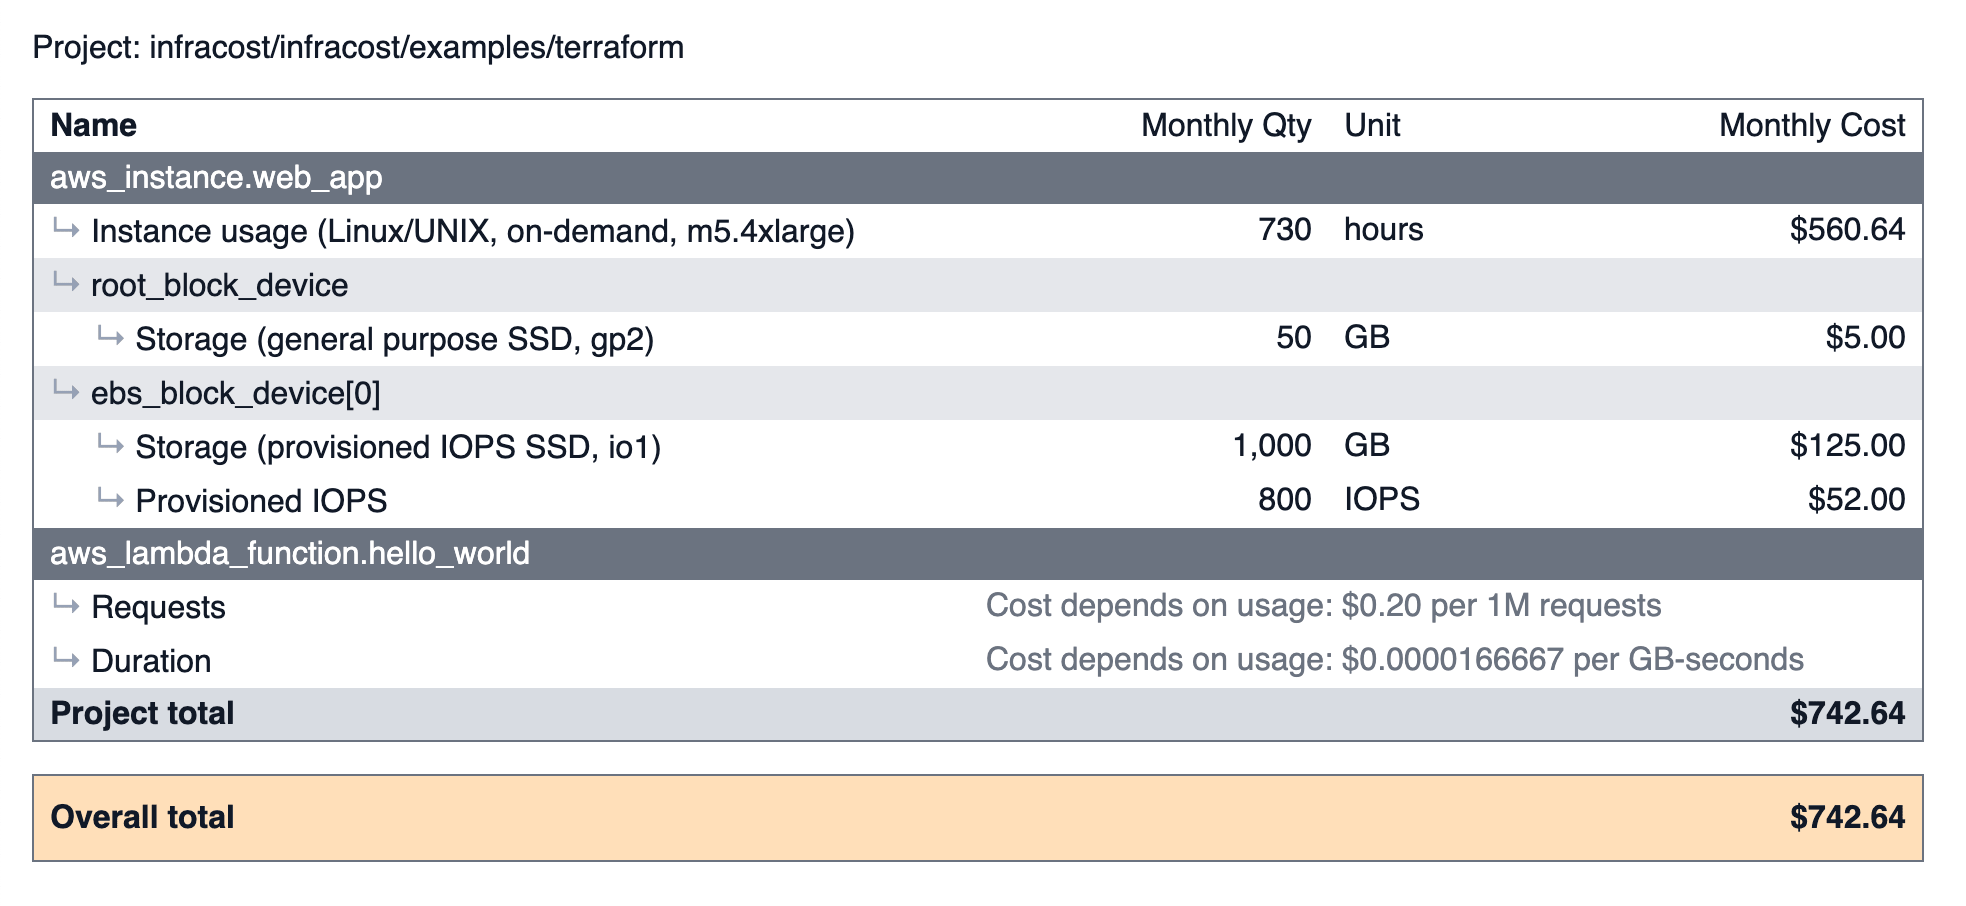 Project: infracost/infracost/examples/terraform
Name Monthly Qty Unit Monthly Cost
aws_instance.web_app
Instance usage (Linux/UNIX, on-demand, m5.4xlarge) 730 hours $560.64
root_block_device
Storage (general purpose SSD, gp2) 50 GB $5.00
ebs_block_device[0]
Storage (provisioned IOPS SSD, io1) 1,000 GB $125.00
Provisioned IOPS 800 IOPS $52.00
aws_lambda_function.hello_world
Requests Cost depends on usage: $0.20 per 1M requests
Duration Cost depends on usage: $0.0000166667 per GB-seconds
Project total $742.64
Overall total $742.64